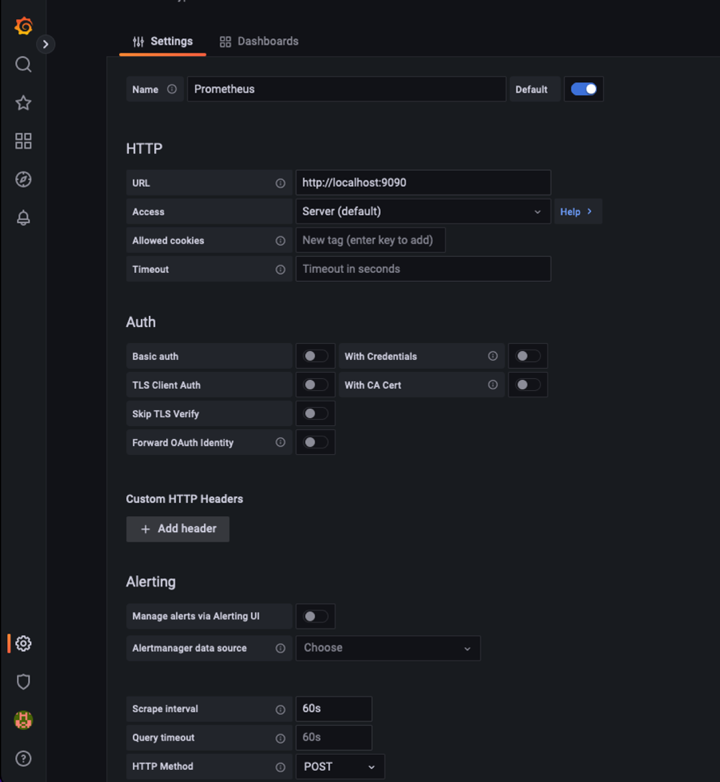 Settings Dashboards
Name Prometheus Default
HTTP
URL http://localhost:9090
Access Server (default) Help >
Allowed cookies New tag (enter key to add)
Timeout Timeout in seconds
Auth
Basic auth With Credentials
TLS Client Auth With CA Cert
Skip TLS Verify
Forward OAuth Identity
Custom HTTP Headers
+ Add header
Alerting
Manage alerts via Alerting UI
Alertmanager data source Choose
Scrape interval 60s
Query timeout 60s
HTTP Method POST